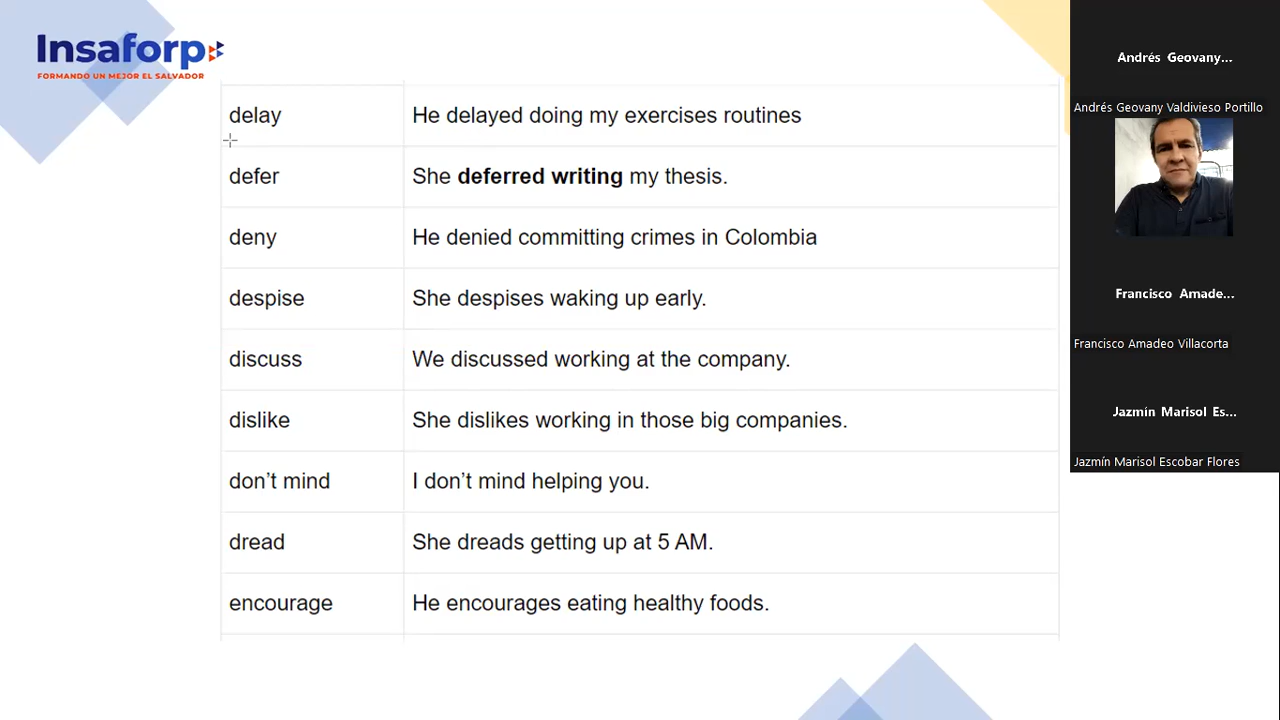 Insaforp
FORMANDO UN MEJOR EL SALVADOR
delay He delayed doing my exercises routines
defer She deferred writing my thesis.
deny He denied committing crimes in Colombia
despise She despises waking up early.
discuss We discussed working at the company.
dislike She dislikes working in those big companies.
don’t mind I don’t mind helping you.
dread She dreads getting up at 5 AM.
encourage He encourages eating healthy foods.
Andrés Geovany...
Andrés Geovany Valdivieso Portillo
Francisco Amade...
Francisco Amadeo Villacorta
Jazmín Marisol Es...
Jazmín Marisol Escobar Flores